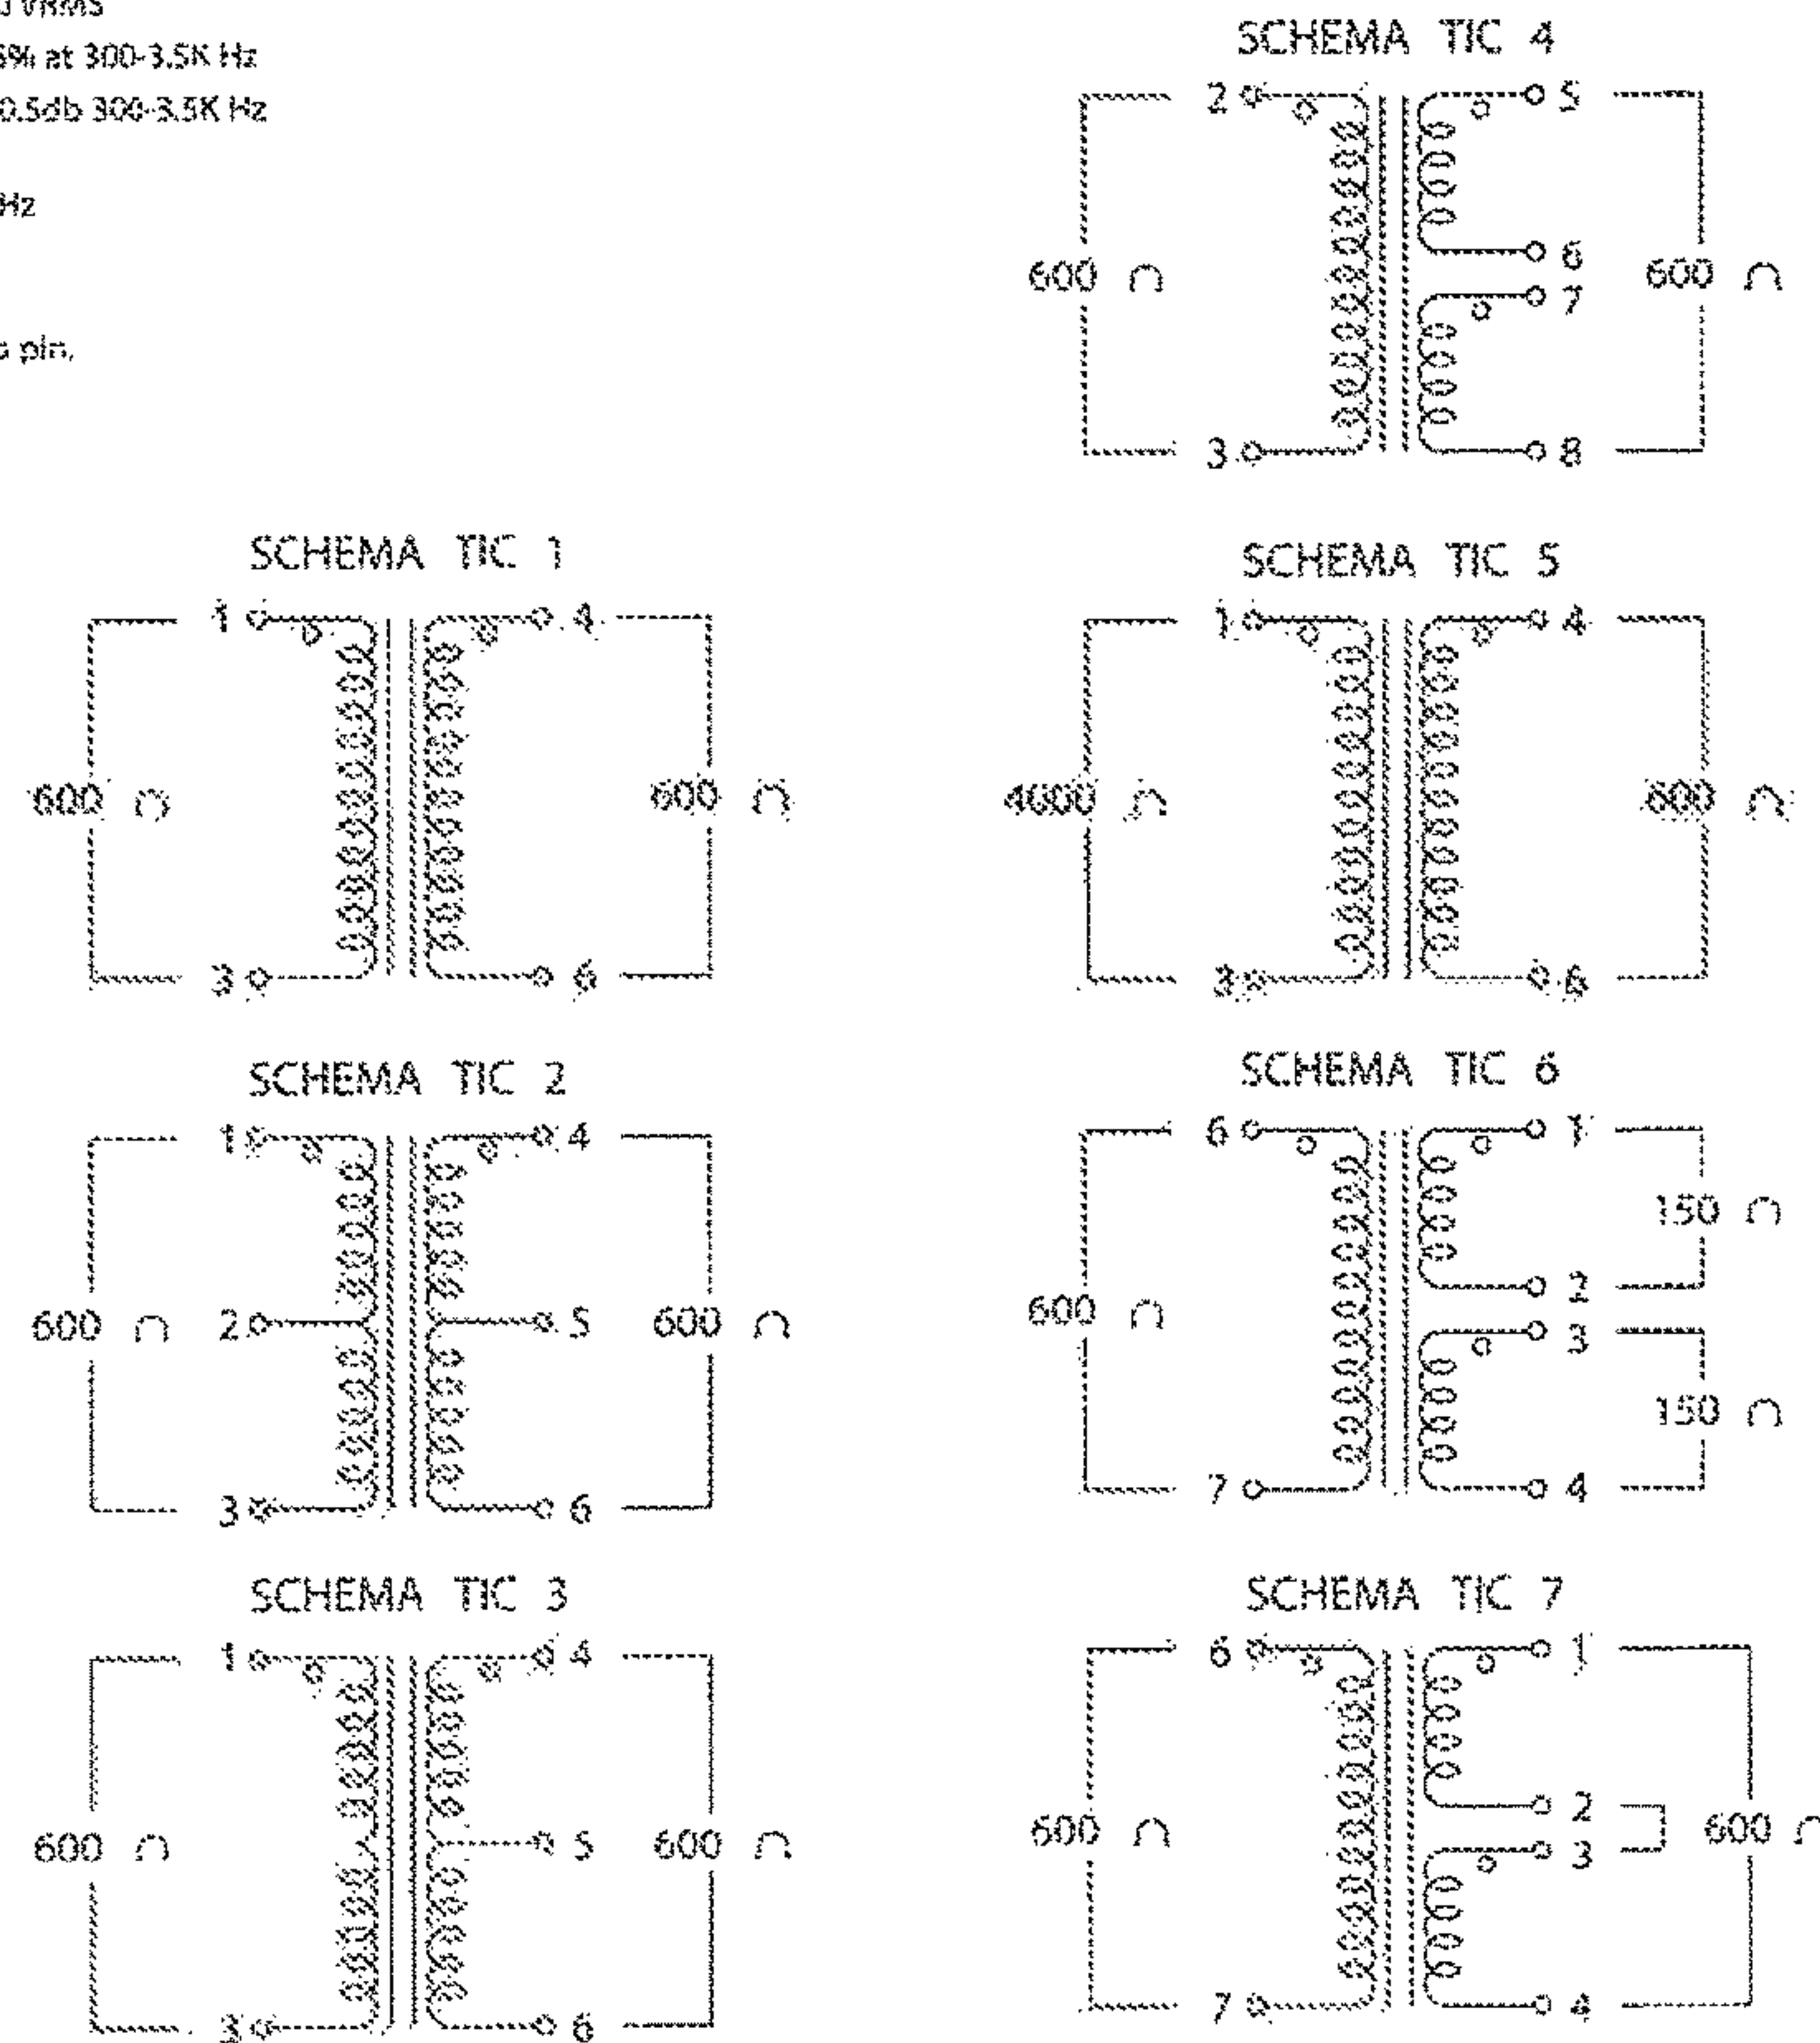 at 300-3.5K Hz
0.5db 300-3.5K Hz
Hz
pin.
SCHEMA TIC 4
2
5
6
600 Ω
600 Ω
7
3
8
SCHEMA TIC 1
1
4
600 Ω
600 Ω
3
6
SCHEMA TIC 5
1
4
600 Ω
3
6
SCHEMA TIC 2
1
4
600 Ω
2
5
600 Ω
3
6
SCHEMA TIC 6
6
1
150 Ω
2
600 Ω
3
150 Ω
7
4
SCHEMA TIC 3
1
4
600 Ω
5
600 Ω
3
6
SCHEMA TIC 7
6
1
2
600 Ω
3
600
7
4